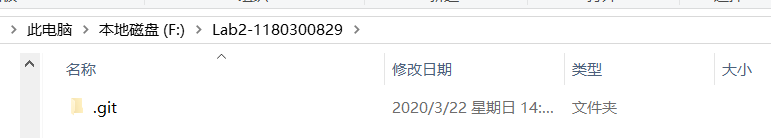 此电脑 > 本地磁盘 (F:) > Lab2-1180300829 >
名称 修改日期 类型 大小
.git 2020/3/22 星期日 14:... 文件夹